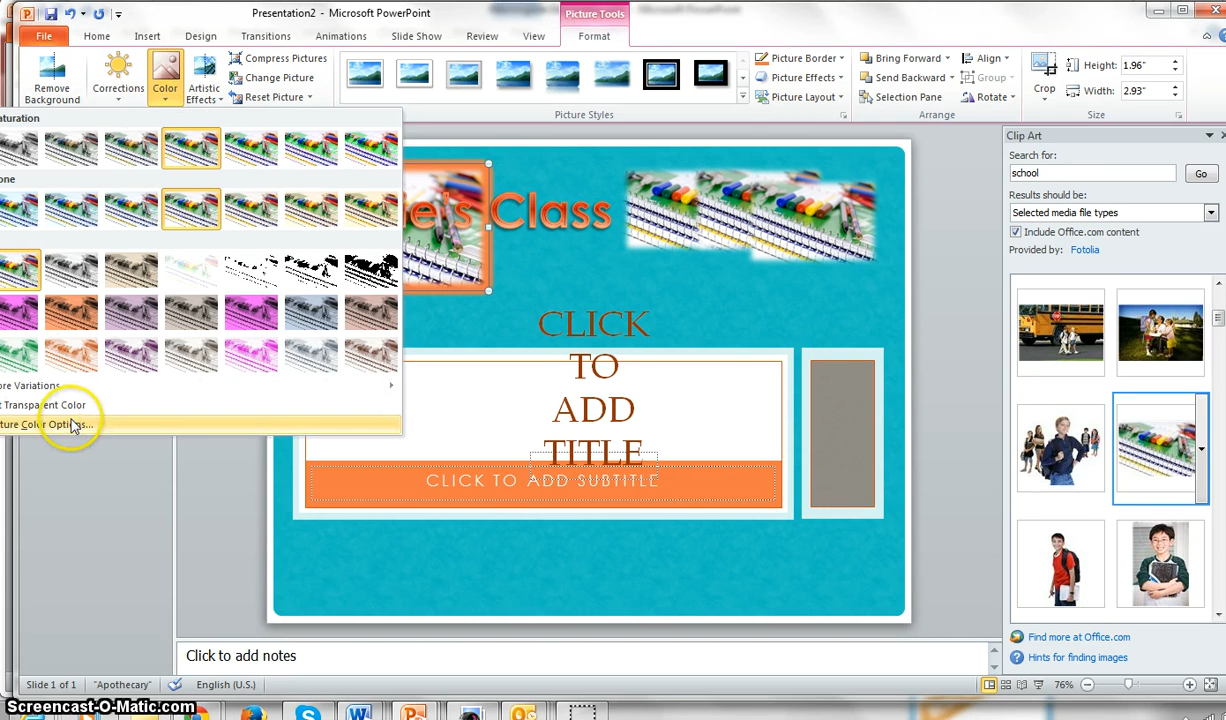 Presentation2 - Microsoft PowerPoint
Picture Tools
File Home Insert Design Transitions Animations Slide Show Review View Format
Remove Background
Corrections
Color
Artistic Effects
Compress Pictures
Change Picture
Reset Picture
Picture Border
Picture Effects
Picture Layout
Bring Forward
Send Backward
Selection Pane
Align
Group
Rotate
Crop
Height: 1.96"
Width: 2.93"
Picture Styles
Arrange
Size
aturation
one
ore Variations
t Transparent Color
ture Color Options...
e's Class
CLICK
TO
ADD
TITLE
CLICK TO ADD SUBTITLE
Clip Art
Search for:
school
Go
Results should be:
Selected media file types
Include Office.com content
Provided by: Fotolia
Find more at Office.com
Hints for finding images
Click to add notes
Slide 1 of 1
"Apothecary"
English (U.S.)
76%
Screencast-O-Matic.com